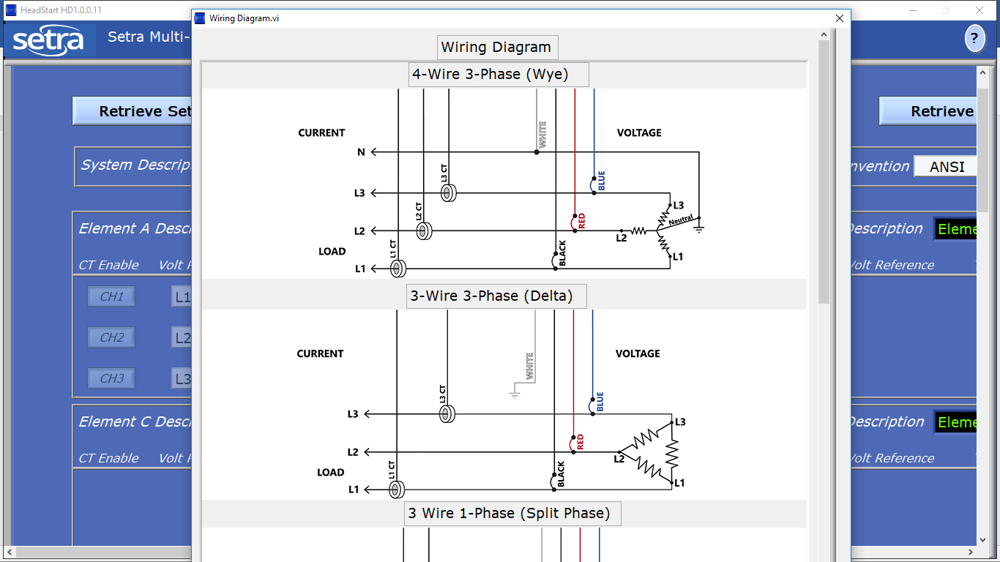 HeadStart HD1.0.0.11
setra
Setra Multi-
?
Retrieve Set
Retrieve
System Descrip
nvention
ANSI
Element A Descr
Description
Eleme
CT Enable
Volt R
Volt Reference
CH1
L1
CH2
L2
CH3
L3
Element C Descr
Description
Eleme
CT Enable
Volt R
Volt Reference
Wiring Diagram.vi
Wiring Diagram
4-Wire 3-Phase (Wye)
CURRENT
WHITE
VOLTAGE
N
L3 CT
BLUE
L3
L3
L2 CT
RED
Neutral
L2
L2
L1 CT
BLACK
LOAD
L1
L1
3-Wire 3-Phase (Delta)
CURRENT
WHITE
VOLTAGE
L3 CT
BLUE
L3
L3
RED
L2
L2
L1 CT
BLACK
LOAD
L1
L1
3 Wire 1-Phase (Split Phase)